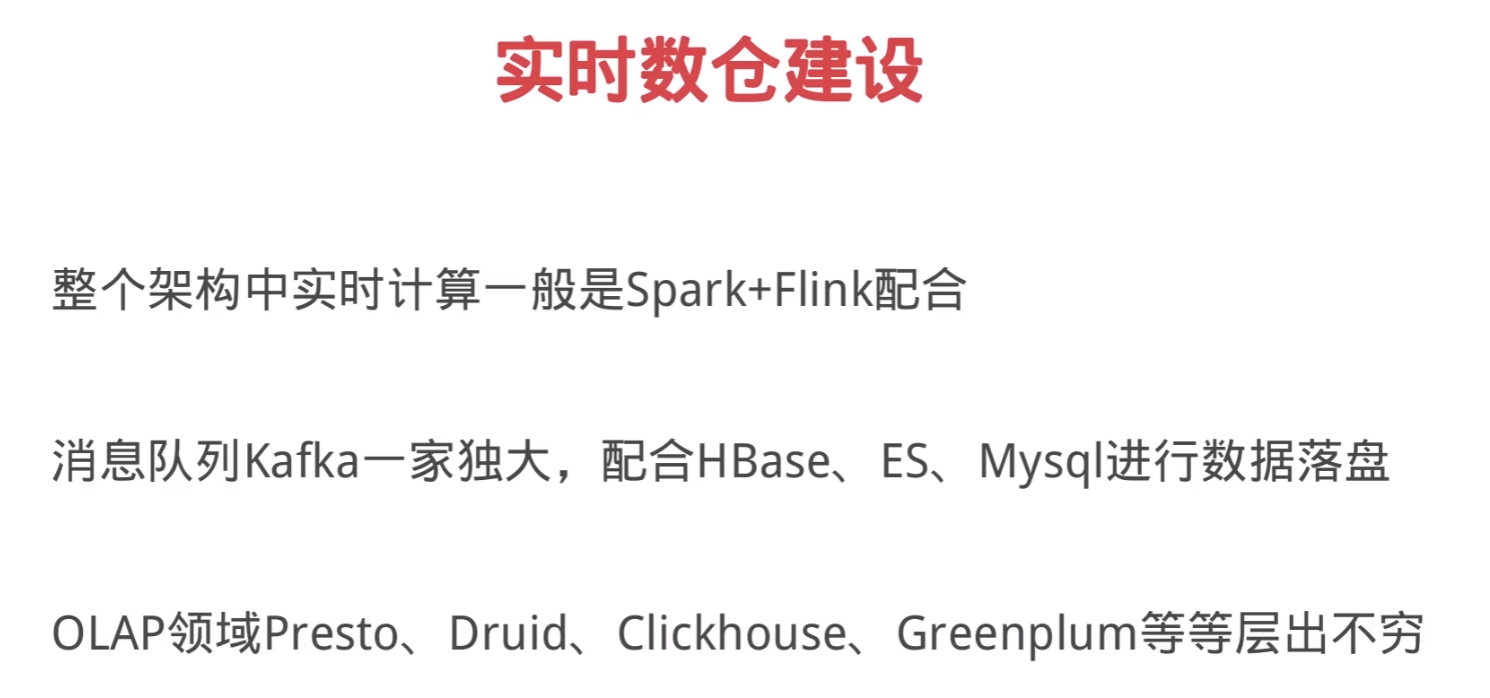 实时数仓建设
整个架构中实时计算一般是Spark+Flink配合
消息队列Kafka一家独大，配合HBase、ES、Mysql进行数据落盘
OLAP领域Presto、Druid、Clickhouse、Greenplum等等层出不穷